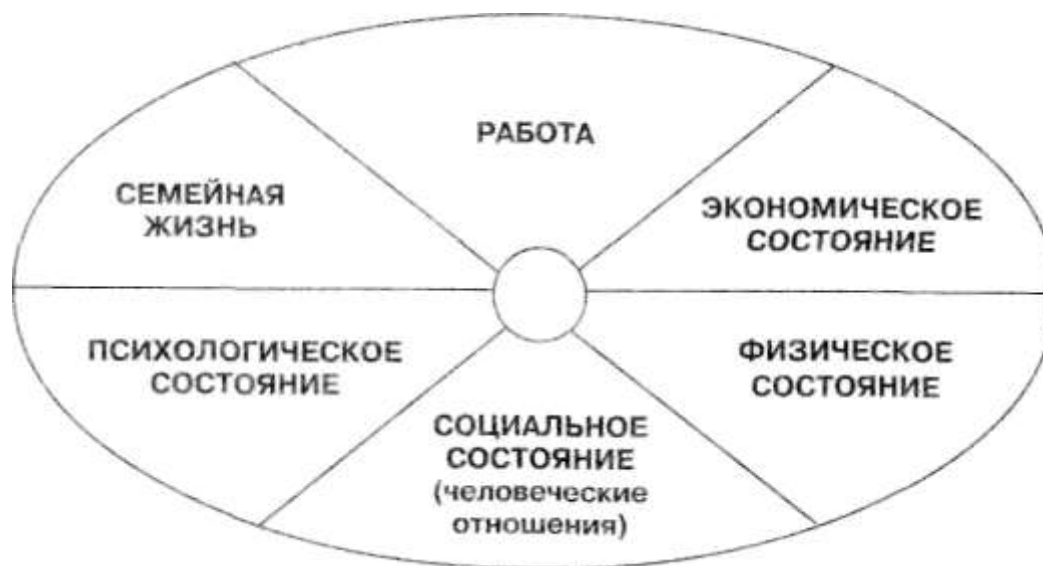 РАБОТА
СЕМЕЙНАЯ
ЖИЗНЬ
ЭКОНОМИЧЕСКОЕ
СОСТОЯНИЕ
ПСИХОЛОГИЧЕСКОЕ
СОСТОЯНИЕ
ФИЗИЧЕСКОЕ
СОСТОЯНИЕ
СОЦИАЛЬНОЕ
СОСТОЯНИЕ
(человеческие
отношения)